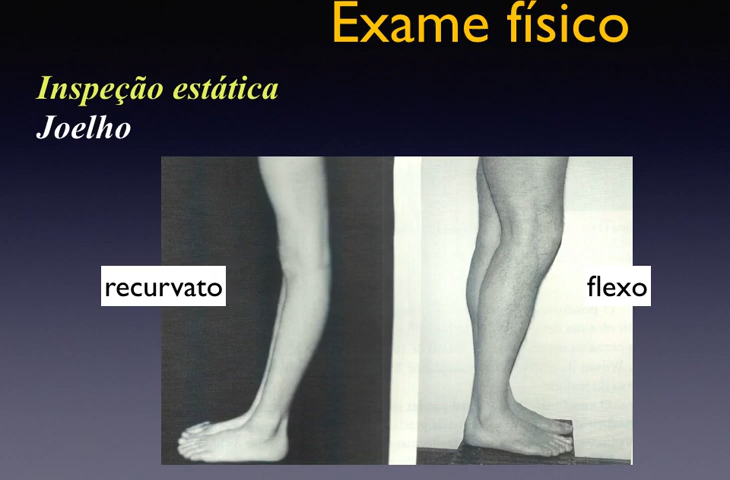 Exame físico
Inspeção estática
Joelho
recurvato
flexo